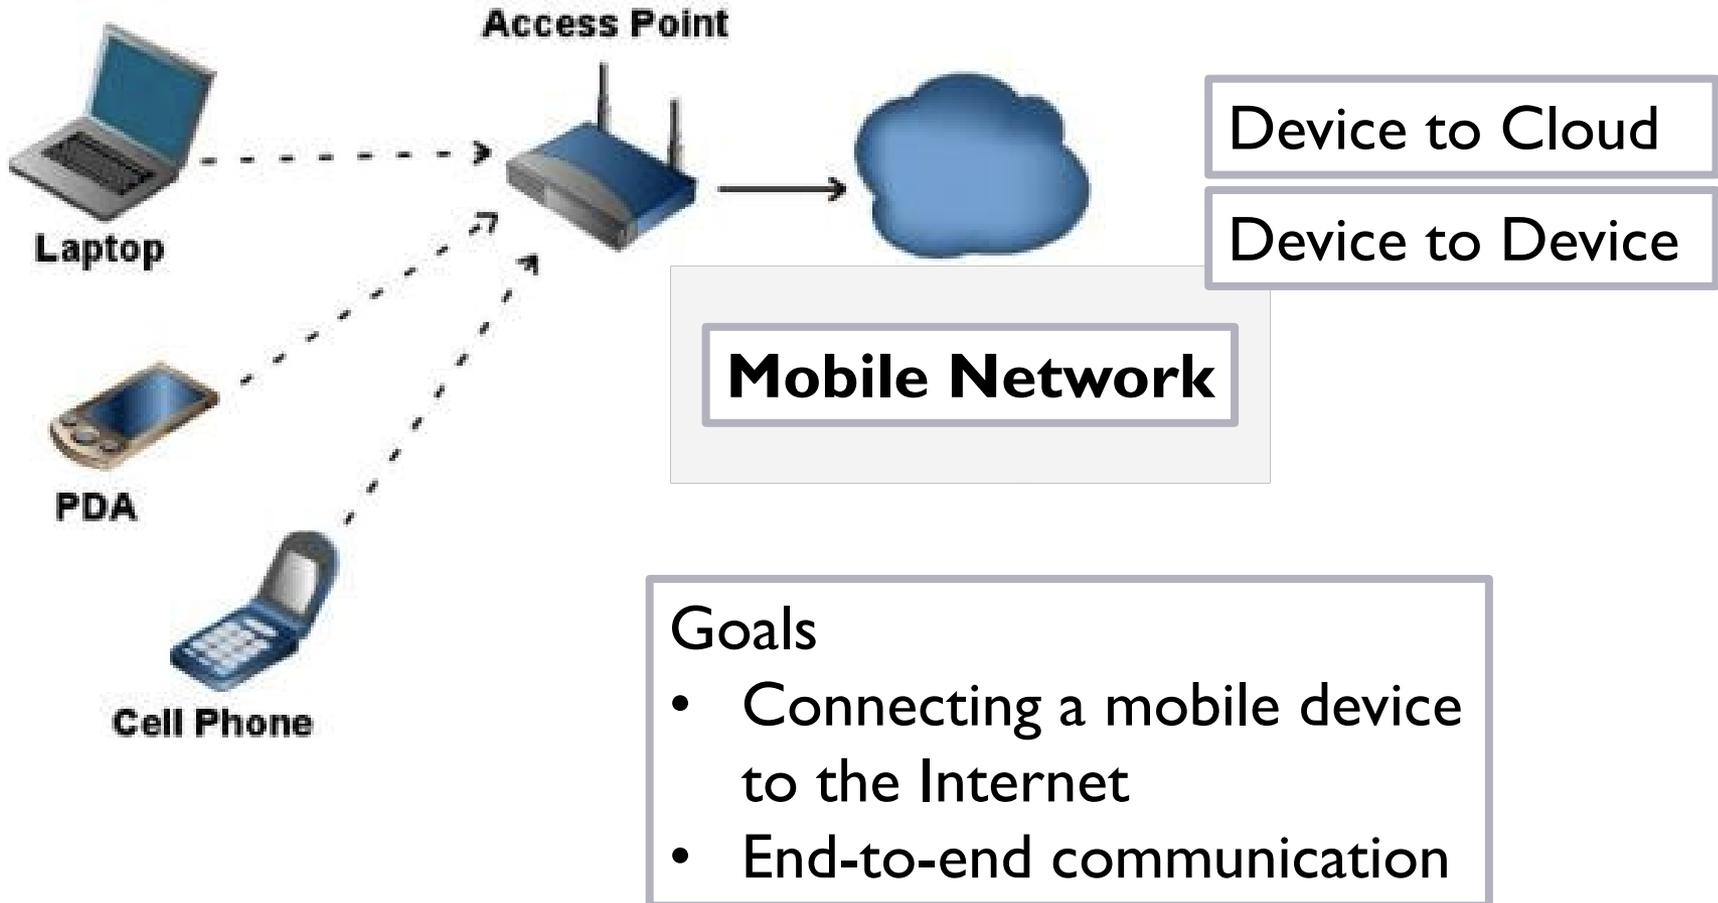 Access Point
Device to Cloud
Device to Device
Laptop
Mobile Network
PDA
Cell Phone
Goals
• Connecting a mobile device
to the Internet
• End-to-end communication